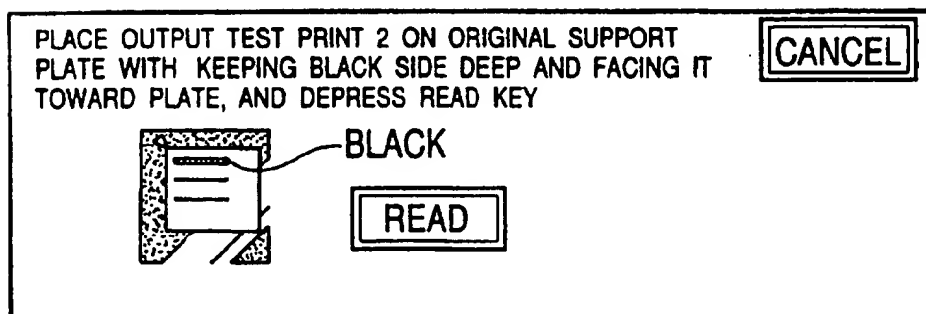 PLACE OUTPUT TEST PRINT 2 ON ORIGINAL SUPPORT
PLATE WITH KEEPING BLACK SIDE DEEP AND FACING IT
TOWARD PLATE, AND DEPRESS READ KEY
CANCEL
BLACK
READ